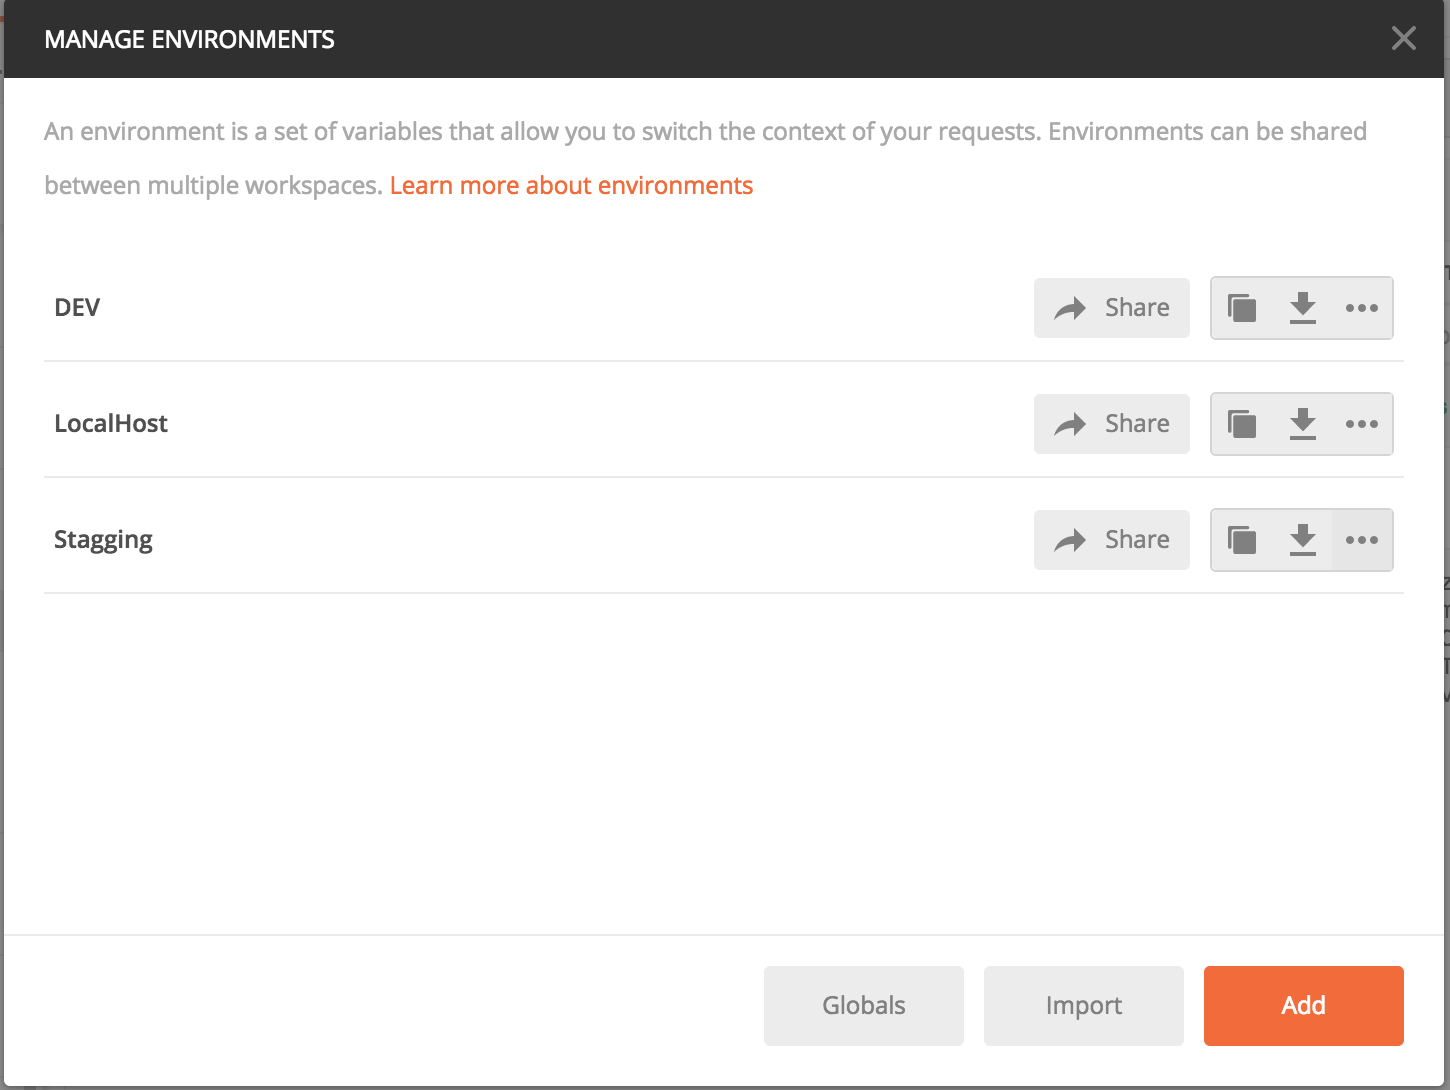 MANAGE ENVIRONMENTS
An environment is a set of variables that allow you to switch the context of your requests. Environments can be shared
between multiple workspaces. Learn more about environments
DEV
Share
LocalHost
Share
Stagging
Share
Globals
Import
Add